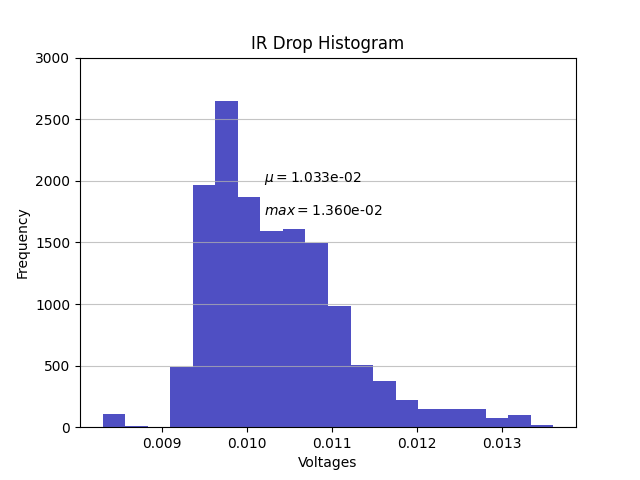 IR Drop Histogram
3000
2500
2000
1500
1000
500
0
Frequency
μ = 1.033e-02
max = 1.360e-02
0.009 0.010 0.011 0.012 0.013
Voltages